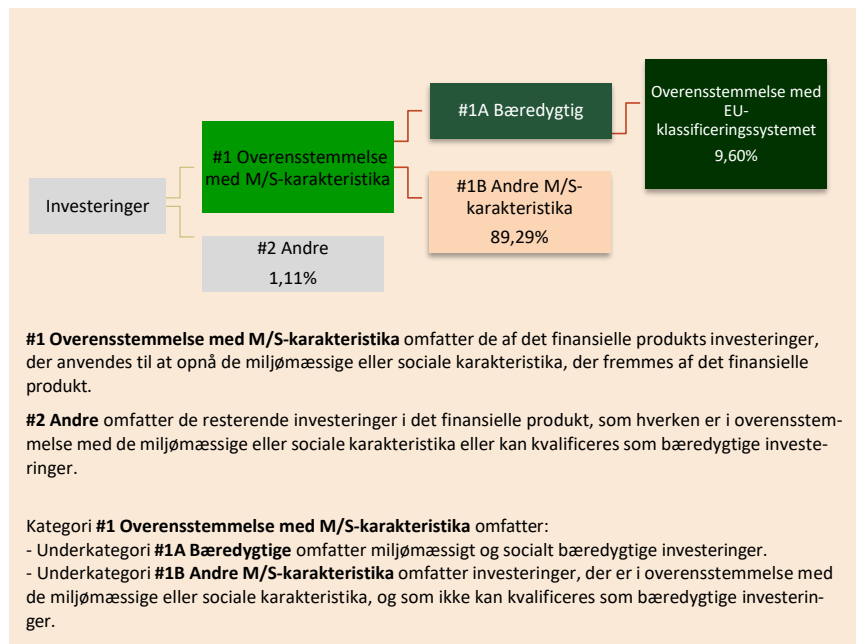 Investeringer
#1 Overensstemmelse
med M/S-karakteristika
#2 Andre
1,11%
#1A Bæredygtig
#1B Andre M/S-
karakteristika
89,29%
Overensstemmelse med
EU-
klassificeringssystemet
9,60%
#1 Overensstemmelse med M/S-karakteristika omfatter de af det finansielle produkts investeringer,
der anvendes til at opnå de miljømæssige eller sociale karakteristika, der fremmes af det finansielle
produkt.
#2 Andre omfatter de resterende investeringer i det finansielle produkt, som hverken er i overensstem-
melse med de miljømæssige eller sociale karakteristika eller kan kvalificeres som bæredygtige investe-
ringer.
Kategori #1 Overensstemmelse med M/S-karakteristika omfatter:
- Underkategori #1A Bæredygtige omfatter miljømæssigt og socialt bæredygtige investeringer.
- Underkategori #1B Andre M/S-karakteristika omfatter investeringer, der er i overensstemmelse med
de miljømæssige eller sociale karakteristika, og som ikke kan kvalificeres som bæredygtige investerin-
ger.